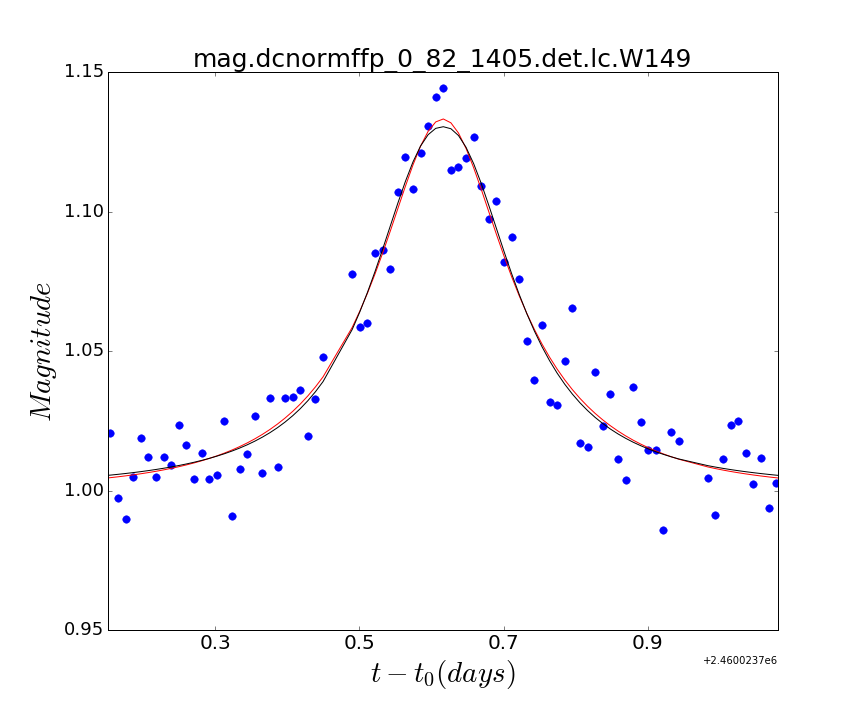 mag.dcnormffp_0_82_1405.det.lc.W149
1.15
1.10
1.05
1.00
0.95
Magnitude
0.3 0.5 0.7 0.9
+2.4600237e6
t − t₀(days)